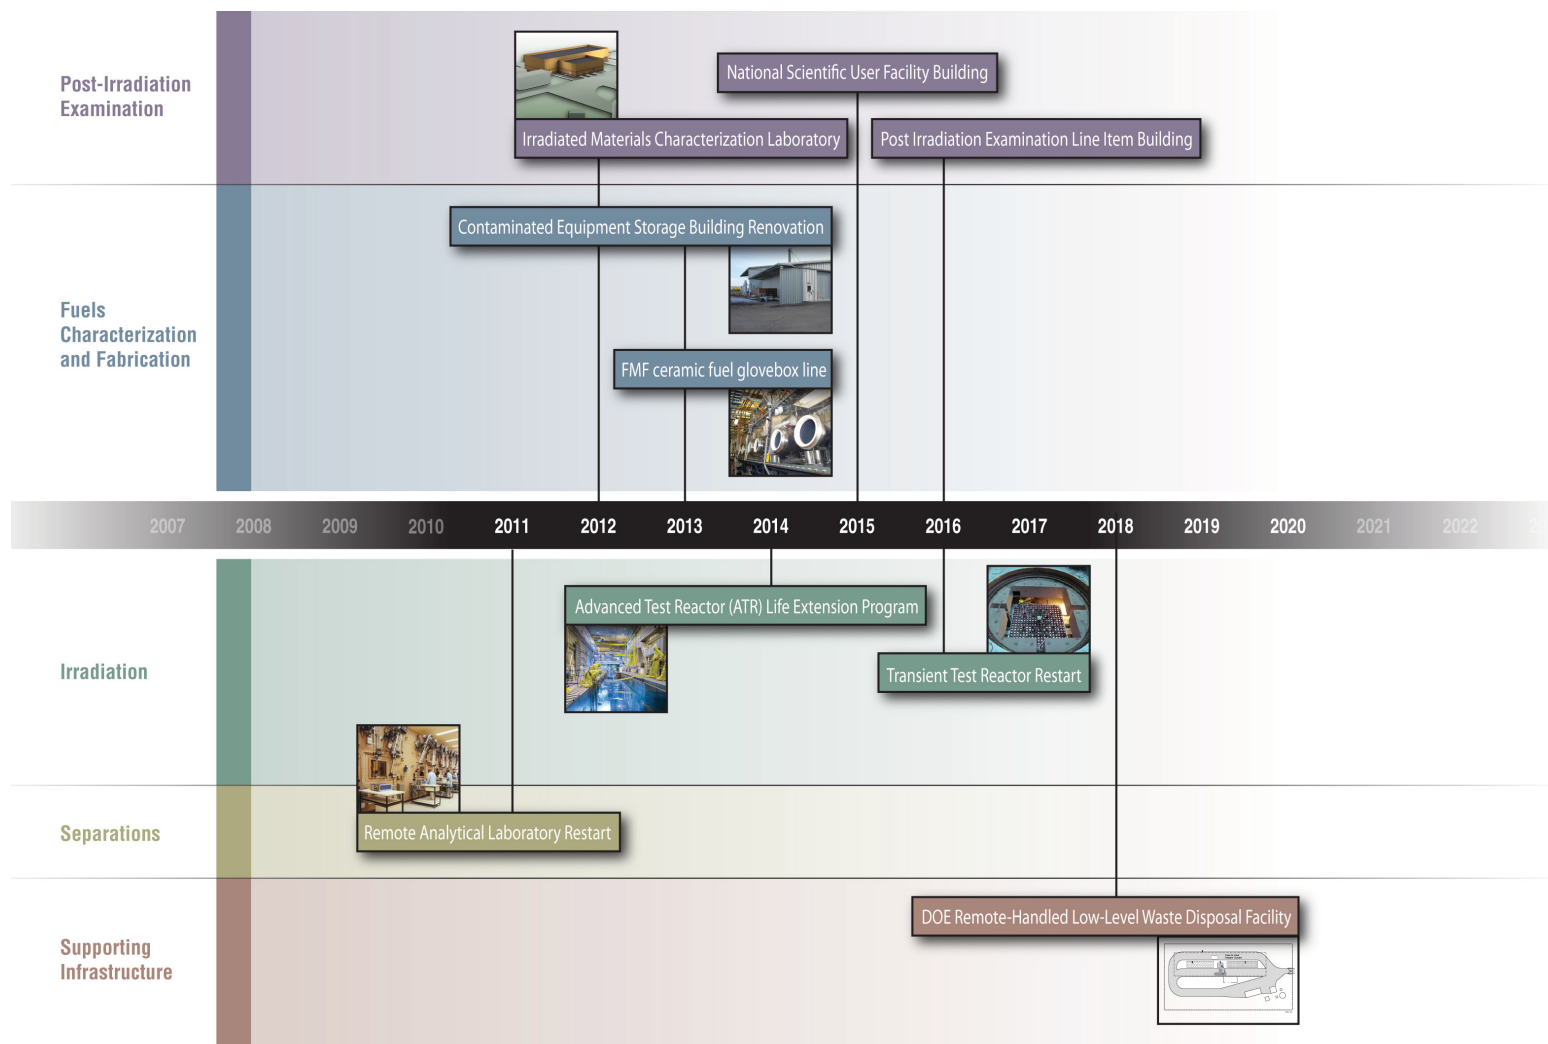 Post-Irradiation
Examination
National Scientific User Facility Building
Irradiated Materials Characterization Laboratory
Post Irradiation Examination Line Item Building
Contaminated Equipment Storage Building Renovation
Fuels
Characterization
and Fabrication
FMF ceramic fuel glovebox line
2007 2008 2009 2010 2011 2012 2013 2014 2015 2016 2017 2018 2019 2020 2021 2022
Advanced Test Reactor (ATR) Life Extension Program
Irradiation
Transient Test Reactor Restart
Separations
Remote Analytical Laboratory Restart
DOE Remote-Handled Low-Level Waste Disposal Facility
Supporting
Infrastructure